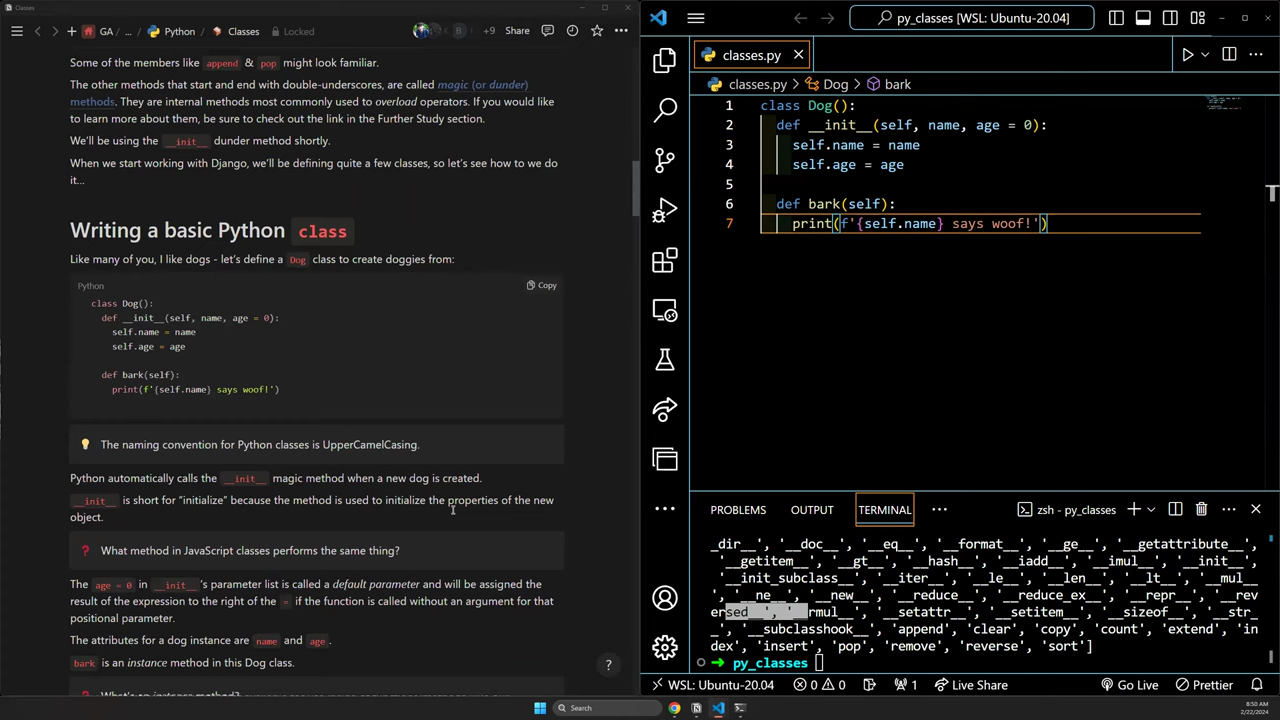 Classes
GA / ... / Python / Classes Locked
B +9 Share
Some of the members like append & pop might look familiar.
The other methods that start and end with double-underscores, are called magic (or dunder)
methods. They are internal methods most commonly used to overload operators. If you would like
to learn more about them, be sure to check out the link in the Further Study section.
We’ll be using the __init__ dunder method shortly.
When we start working with Django, we’ll be defining quite a few classes, so let’s see how to we do
it...
Writing a basic Python class
Like many of you, I like dogs - let’s define a Dog class to create doggies from:
Python
Copy
class Dog():
def __init__(self, name, age = 0):
self.name = name
self.age = age
def bark(self):
print(f'{self.name} says woof!')
The naming convention for Python classes is UpperCamelCasing.
Python automatically calls the __init__ magic method when a new dog is created.
__init__ is short for “initialize” because the method is used to initialize the properties of the new
object.
What method in JavaScript classes performs the same thing?
The age = 0 in __init__’s parameter list is called a default parameter and will be assigned the
result of the expression to the right of the = if the function is called without an argument for that
positional parameter.
The attributes for a dog instance are name and age.
bark is an instance method in this Dog class.
?
py_classes [WSL: Ubuntu-20.04]
classes.py
classes.py > Dog > bark
1 class Dog():
2 def __init__(self, name, age = 0):
3 self.name = name
4 self.age = age
5
6 def bark(self):
7 print(f'{self.name} says woof!')
PROBLEMS OUTPUT TERMINAL ... zsh - py_classes
_dir__', '__doc__', '__eq__', '__format__', '__ge__', '__getattribute__',
'__getitem__', '__gt__', '__hash__', '__iadd__', '__imul__', '__init__',
'__init_subclass__', '__iter__', '__le__', '__len__', '__lt__', '__mul__
', '__ne__', '__new__', '__reduce__', '__reduce_ex__', '__repr__', '__rev
ersed__', '__rmul__', '__setattr__', '__setitem__', '__sizeof__', '__str_
_', '__subclasshook__', 'append', 'clear', 'copy', 'count', 'extend', 'in
dex', 'insert', 'pop', 'remove', 'reverse', 'sort']
➜ py_classes
WSL: Ubuntu-20.04 0 0 1 Live Share Go Live Prettier
Search
8:50 AM
2/22/2024